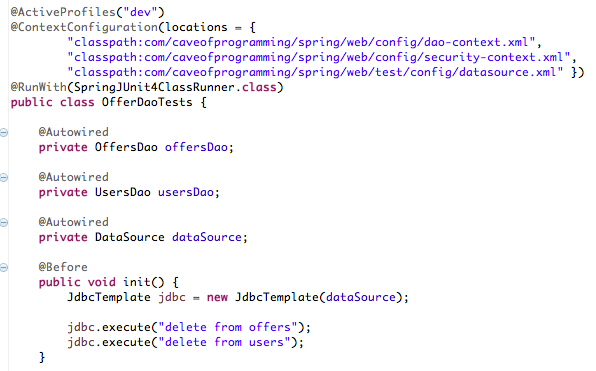 @ActiveProfiles("dev")
@ContextConfiguration(locations = {
        "classpath:com/caveofprogramming/spring/web/config/dao-context.xml",
        "classpath:com/caveofprogramming/spring/web/config/security-context.xml",
        "classpath:com/caveofprogramming/spring/web/test/config/datasource.xml" })
@RunWith(SpringJUnit4ClassRunner.class)
public class OfferDaoTests {
    @Autowired
    private OffersDao offersDao;
    @Autowired
    private UsersDao usersDao;
    @Autowired
    private DataSource dataSource;
    @Before
    public void init() {
        JdbcTemplate jdbc = new JdbcTemplate(dataSource);
        jdbc.execute("delete from offers");
        jdbc.execute("delete from users");
    }